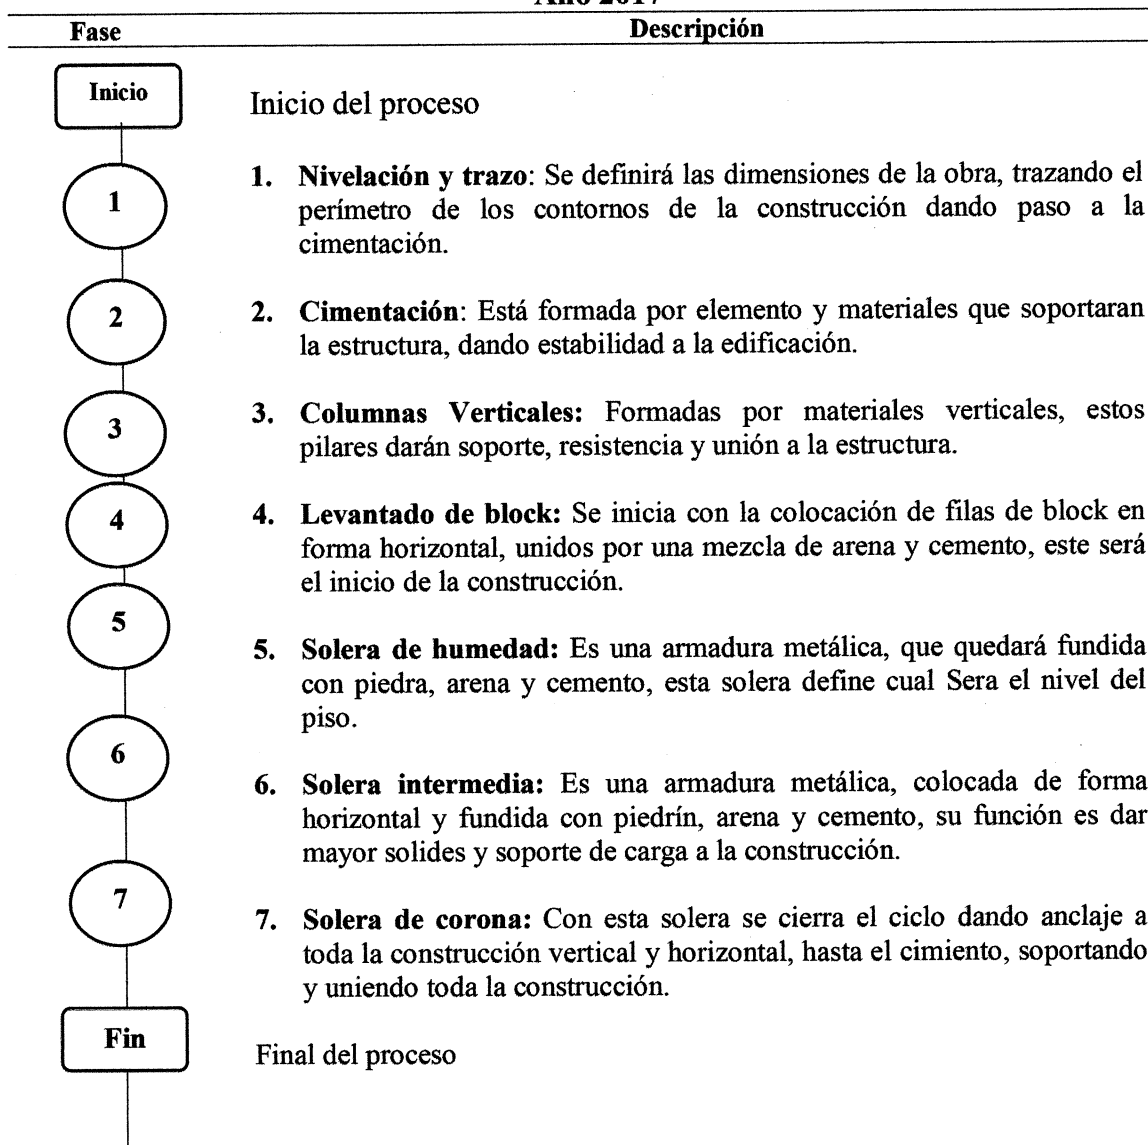 Año 2017
Fase Descripción
Inicio
Inicio del proceso
1
1. Nivelación y trazo: Se definirá las dimensiones de la obra, trazando el
perímetro de los contornos de la construcción dando paso a la
cimentación.
2
2. Cimentación: Está formada por elemento y materiales que soportaran
la estructura, dando estabilidad a la edificación.
3
3. Columnas Verticales: Formadas por materiales verticales, estos
pilares darán soporte, resistencia y unión a la estructura.
4
4. Levantado de block: Se inicia con la colocación de filas de block en
forma horizontal, unidos por una mezcla de arena y cemento, este será
el inicio de la construcción.
5
5. Solera de humedad: Es una armadura metálica, que quedará fundida
con piedra, arena y cemento, esta solera define cual Sera el nivel del
piso.
6
6. Solera intermedia: Es una armadura metálica, colocada de forma
horizontal y fundida con piedrín, arena y cemento, su función es dar
mayor solides y soporte de carga a la construcción.
7
7. Solera de corona: Con esta solera se cierra el ciclo dando anclaje a
toda la construcción vertical y horizontal, hasta el cimiento, soportando
y uniendo toda la construcción.
Fin
Final del proceso